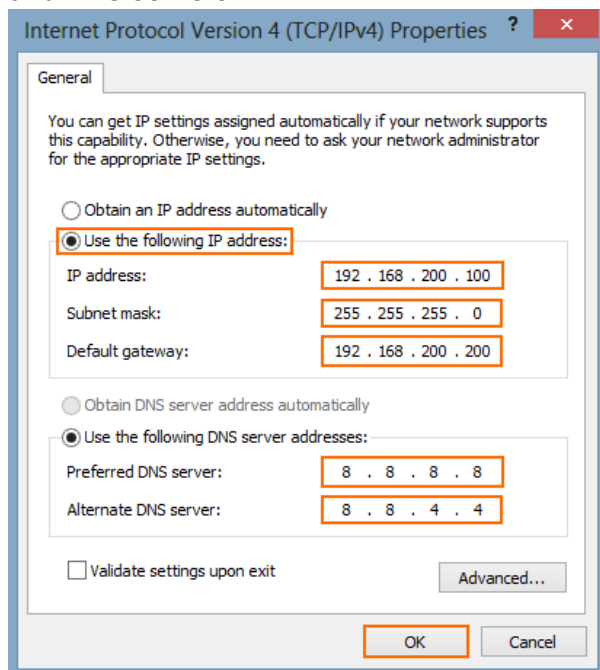 Internet Protocol Version 4 (TCP/IPv4) Properties ? ×
General
You can get IP settings assigned automatically if your network supports
this capability. Otherwise, you need to ask your network administrator
for the appropriate IP settings.
Obtain an IP address automatically
Use the following IP address:
IP address: 192 . 168 . 200 . 100
Subnet mask: 255 . 255 . 255 . 0
Default gateway: 192 . 168 . 200 . 200
Obtain DNS server address automatically
Use the following DNS server addresses:
Preferred DNS server: 8 . 8 . 8 . 8
Alternate DNS server: 8 . 8 . 4 . 4
Validate settings upon exit
Advanced...
OK Cancel